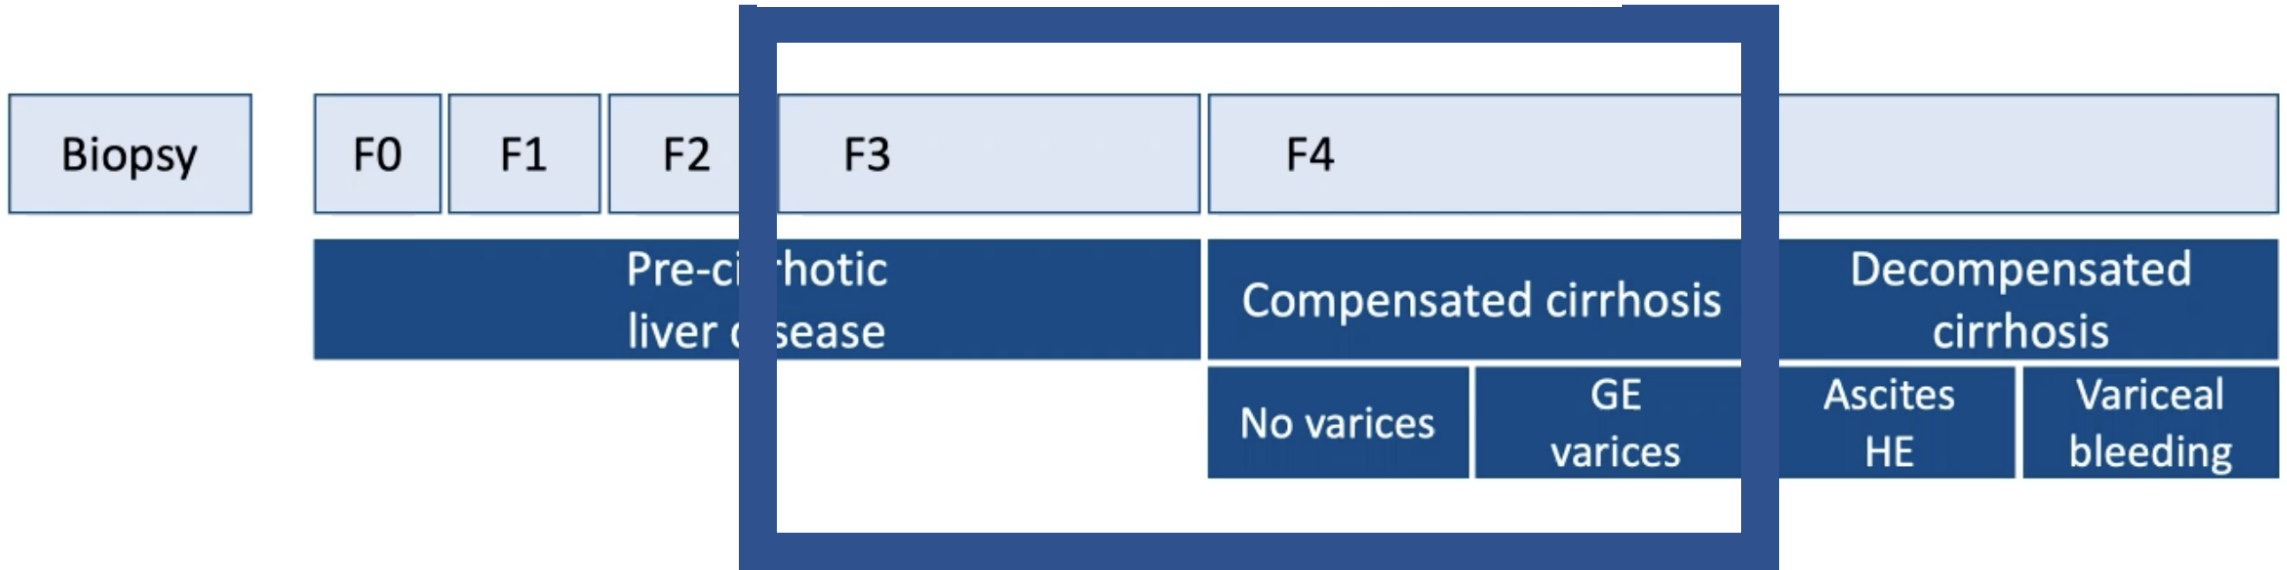 Biopsy F0 F1 F2 F3 F4
Pre-ci rhotic
liver d sease
Compensated cirrhosis
Decompensated
cirrhosis
No varices
GE
varices
Ascites
HE
Variceal
bleeding